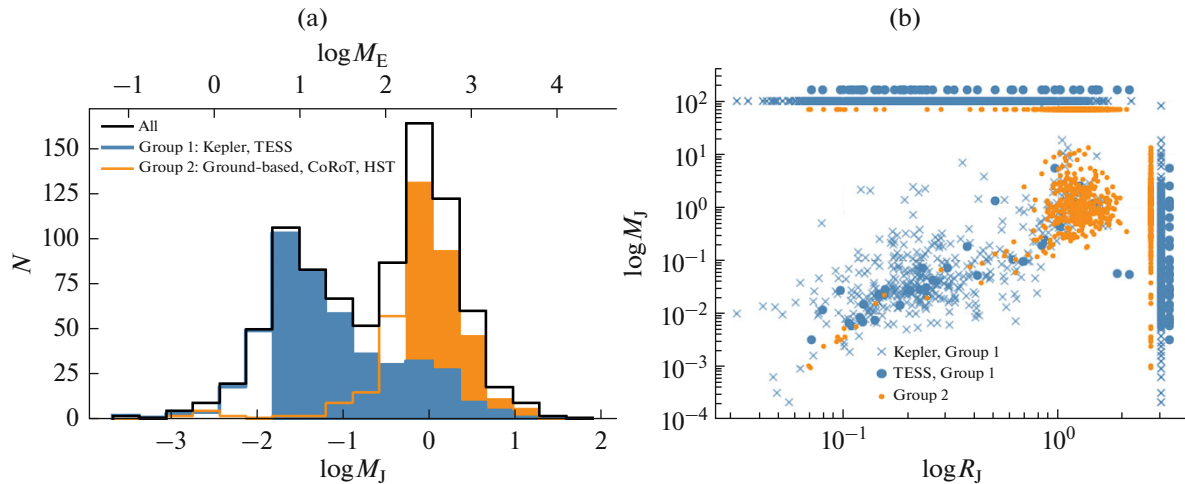 (a)
log M_E
−1 0 1 2 3 4
All
Group 1: Kepler, TESS
Group 2: Ground-based, CoRoT, HST
150
125
100
75
50
25
0
N
−3 −2 −1 0 1 2
log M_J
(b)
10^2
10^1
10^0
10^−1
10^−2
10^−3
10^−4
log M_J
Kepler, Group 1
TESS, Group 1
Group 2
10^−1 10^0 10^1
log R_J